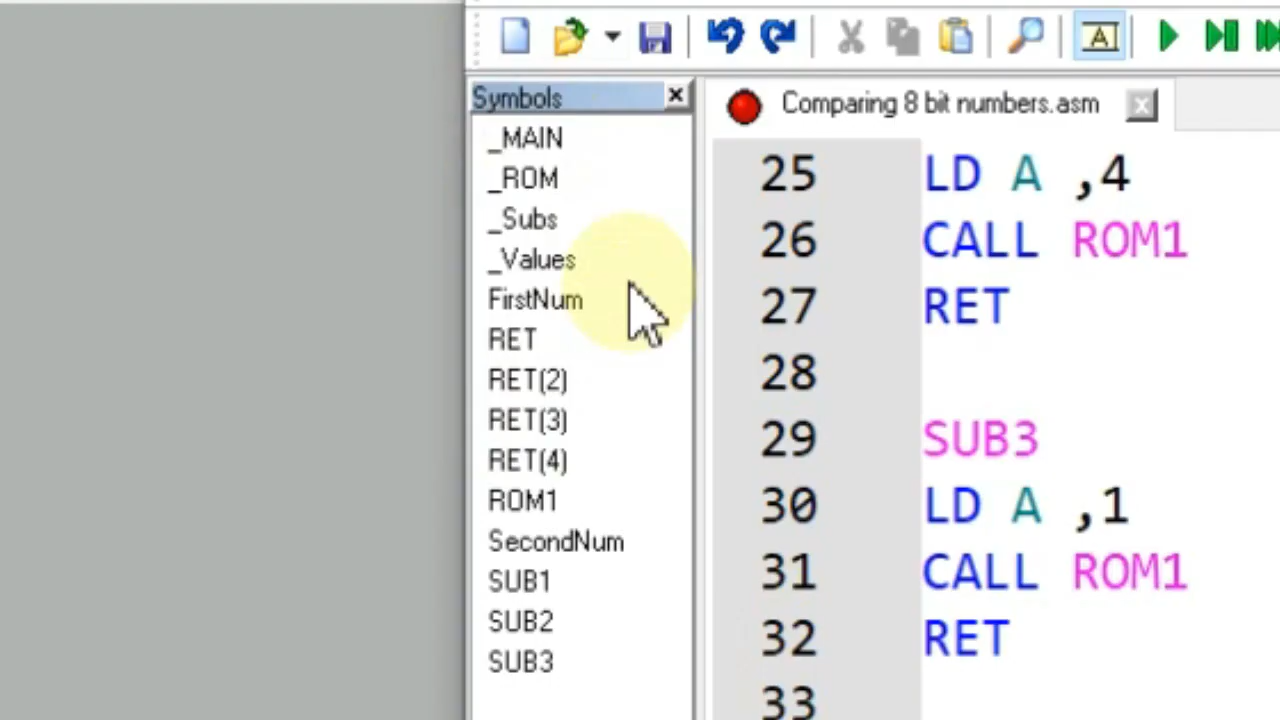 A
Symbols
_MAIN
_ROM
_Subs
_Values
FirstNum
RET
RET(2)
RET(3)
RET(4)
ROM1
SecondNum
SUB1
SUB2
SUB3
Comparing 8 bit numbers.asm
25 LD A ,4
26 CALL ROM1
27 RET
28
29 SUB3
30 LD A ,1
31 CALL ROM1
32 RET
33